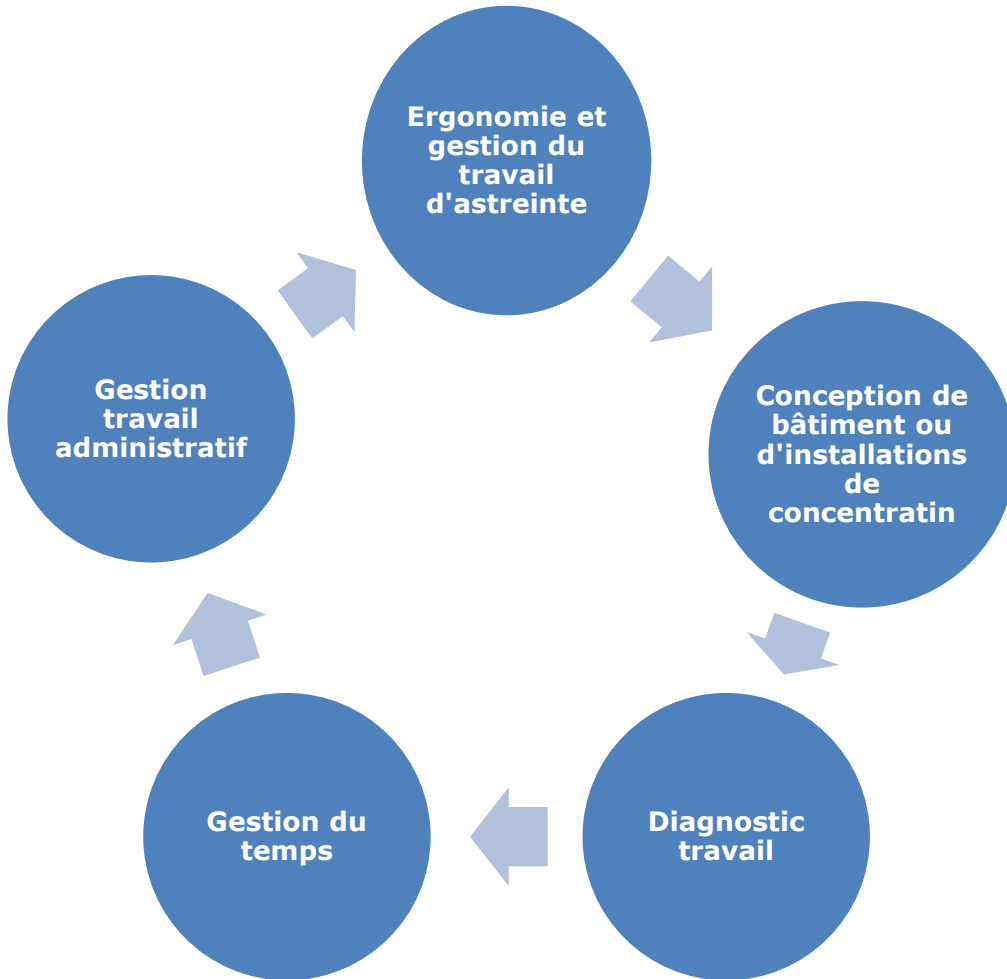 Ergonomie et
gestion du
travail
d'astreinte
Conception de
bâtiment ou
d'installations
de
concentratin
Diagnostic
travail
Gestion du
temps
Gestion
travail
administratif